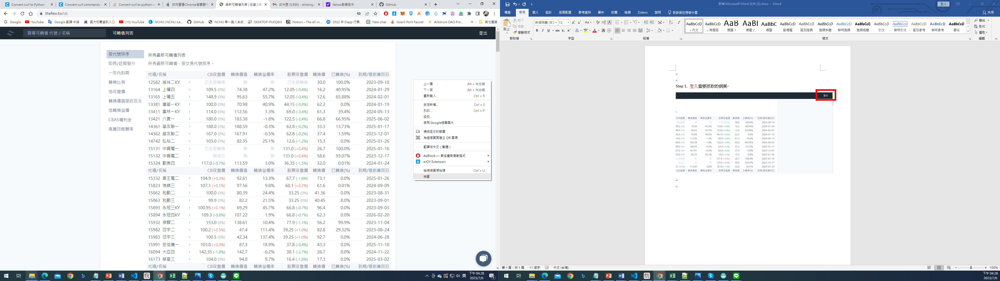 Convert curl to Python
Convert curl commands t
Convert curl to python re
如何查看Chrome瀏覽器中
最新可轉債列表 | 投資少數
收件匣 (5,890) - zhitongx
Yahoo奇摩股市
GitHub
thefew.tw/cb
Google
YouTube
Google 翻譯 中英
興大校園資訊入口
(15) YouTube
NCHU | NCHU iLe...
GitHub
NCHU 單一簽入系統
DESKTOP-PUEQ8I3
Notion – The all-in...
2022 年 Dapp 行業...
New chat
Goerli PoW Faucet
Arbitrum DAO Pro...
»
其他書籤
搜尋可轉債 代號 / 名稱
可轉債列表
登出
按代號排序
即將/近期發行
一年內到期
轉換比例
低收盤價
轉換價值接近百元
低轉換溢價
CBAS權利金
高賣回報酬率
所有最新可轉債列表
所有最新可轉債，按交易代號排序。
代碼/名稱 CB收盤價 轉換價值 轉換溢價率 股票收盤價 轉換價 已轉換(%) 到期/提前賣回日
12582 其祥二KY 已全部轉換 無 無 已全部轉換 30.0 100.0% 2023-09-10
13164 上曜四 109.5 (0%) 74.38 47.2% 12.05 (-0.4%) 16.2 40.95% 2024-01-29
13165 上曜五 148.9 (0%) 95.63 55.7% 12.05 (-0.4%) 12.6 65.88% 2024-02-01
13381 廣華一KY 100.0 (0%) 70.98 40.9% 44.15 (-0.8%) 62.2 0.0% 2024-01-19
13411 富林一KY 114.0 (0%) 112.56 1.3% 69.0 (-3.4%) 61.3 39.4% 2024-05-13
13421 八貫一 180.0 (0%) 183.38 -1.8% 122.5 (-2.4%) 66.8 66.95% 2025-06-02
14361 華友聯一 188.0 (0%) 188.59 -0.3% 62.8 (-0.2%) 33.3 13.73% 2025-01-17
14362 華友聯二 167.0 (0%) 167.91 -0.5% 62.8 (-0.2%) 37.4 1.59% 2023-12-01
14742 弘裕二 103.0 (0%) 82.35 25.1% 12.6 (-1.2%) 15.3 0.0% 2025-01-26
15131 中興電一 已全部轉換 無 無 131.0 (+0.4%) 26.7 100.0% 2025-01-16
15132 中興電二 無成交 無 無 131.0 (+0.4%) 58.6 93.07% 2023-12-17
15324 勤美四 117.0 (-0.7%) 113.59 3.0% 36.35 (-1.5%) 32.0 0.01% 2024-01-24
代碼/名稱 CB收盤價 轉換價值 轉換溢價率 股票收盤價 轉換價 已轉換(%) 到期/提前賣回日
15332 車王電二 104.9 (+0.3%) 92.61 13.3% 67.7 (-1.6%) 73.1 0.0% 2025-01-26
15823 信錦三 107.1 (+0.1%) 97.56 9.8% 60.1 (+0.2%) 61.6 0.01% 2024-09-09
15862 和勤二 100.0 (0%) 80.39 24.4% 33.25 (0%) 41.36 0.0% 2023-08-31
15863 和勤三 99.9 (0%) 82.2 21.5% 33.25 (0%) 40.45 8.0% 2023-09-01
15893 永冠三KY 100.95 (+0.1%) 69.29 45.7% 66.8 (-0.7%) 96.4 0.0% 2023-09-03
15894 永冠四KY 109.3 (-0.6%) 107.22 1.9% 66.8 (-0.7%) 62.3 0.0% 2026-02-20
15932 祺驊二 153.0 (0%) 138.61 10.4% 77.9 (-1.1%) 56.2 99.9% 2023-11-04
15982 岱宇二 100.2 (+0.5%) 47.4 111.4% 39.25 (+1.0%) 82.8 29.32% 2023-08-24
15983 岱宇三 100.5 (0%) 42.34 137.4% 39.25 (+1.0%) 92.7 0.0% 2024-06-28
15991 宏佳騰一 103.8 (+0.0%) 87.3 18.9% 37.8 (-0.4%) 43.3 0.0% 2025-11-18
16094 大亞四 142.35 (-1.8%) 142.7 -0.2% 38.1 (-2.7%) 26.7 0.0% 2024-11-22
16173 榮星三 104.0 (0%) 94.8 9.7% 16.4 (-1.8%) 17.3 0.0% 2025-03-02
代碼/名稱 CB收盤價 轉換價值 轉換溢價率 股票收盤價 轉換價 已轉換(%) 到期/提前賣回日
上一頁 Alt + 向左鍵
下一頁 Alt + 向右鍵
重新載入 Ctrl + R
另存新檔... Ctrl + S
列印... Ctrl + P
投放...
使用 Google搜尋圖片
傳送至你的裝置
為這個頁面建立 QR 圖碼
翻譯成中文 ( 繁體 )
AdBlock — 最佳廣告攔截程式
eJOY Extension
檢視網頁原始碼 Ctrl + U
檢查
英
下午 04:28
2023/7/6
新增 Microsoft Word 文件 (3).docx - Word
登入
檔案 常用 插入 設計 版面配置 參考資料 郵件 校閱 檢視 Zotero 說明 告訴我您想做什麼 共用
貼上
剪下
複製
複製格式
剪貼簿
新細明體 (本文 12
字型
段落
AaBbCcD 內文
AaBbCcD 無間距
AaB 標題 1
AaBl 標題 2
AaBbC 標題
AaBbCcD 副標題
AaBbCcD 區別強調
AaBbCcD 強調斜體
AaBbCcD 鮮明強調
AaBbCcD 強調粗體
AaBbCcD 引文
AaBbCcD 鮮明引文
AaBbCcD 區別參考
AaBbCcD 鮮明參考
AaBbCcD 書名
樣式
尋找
取代
選取
編輯
Step 1. 登入需要抓取的網頁
登出
CB收盤價 轉換價值 轉換溢價率 股票收盤價 轉換價 已轉換(%) 到期/提前賣回日
全部轉換 無 無 已全部轉換 30.0 100.0% 2023-09-10
09.5 (0%) 74.38 47.2% 12.05 (-0.4%) 16.2 40.95% 2024-01-29
48.9 (0%) 95.63 55.7% 12.05 (-0.4%) 12.6 65.88% 2024-02-01
00.0 (0%) 70.98 40.9% 44.15 (-0.8%) 62.2 0.0% 2024-01-19
14.0 (0%) 112.56 1.3% 69.0 (-3.4%) 61.3 39.4% 2024-05-13
80.0 (0%) 183.38 -1.8% 122.5 (-2.4%) 66.8 66.95% 2025-06-02
88.0 (0%) 188.59 -0.3% 62.8 (-0.2%) 33.3 13.73% 2025-01-17
67.0 (0%) 167.91 -0.5% 62.8 (-0.2%) 37.4 1.59% 2023-12-01
03.0 (0%) 82.35 25.1% 12.6 (-1.2%) 15.3 0.0% 2025-01-26
全部轉換 無 無 131.0 (+0.4%) 26.7 100.0% 2025-01-16
無成交 無 無 131.0 (+0.4%) 58.6 93.07% 2023-12-17
.0 (-0.7%) 113.59 3.0% 36.35 (-1.5%) 32.0 0.01% 2024-01-24
CB收盤價 轉換價值 轉換溢價率 股票收盤價 轉換價 已轉換(%) 到期/提前賣回日
第 1 頁，共 1 頁 11 個字 中文 (台灣)
100%
下午 04:28
2023/7/6